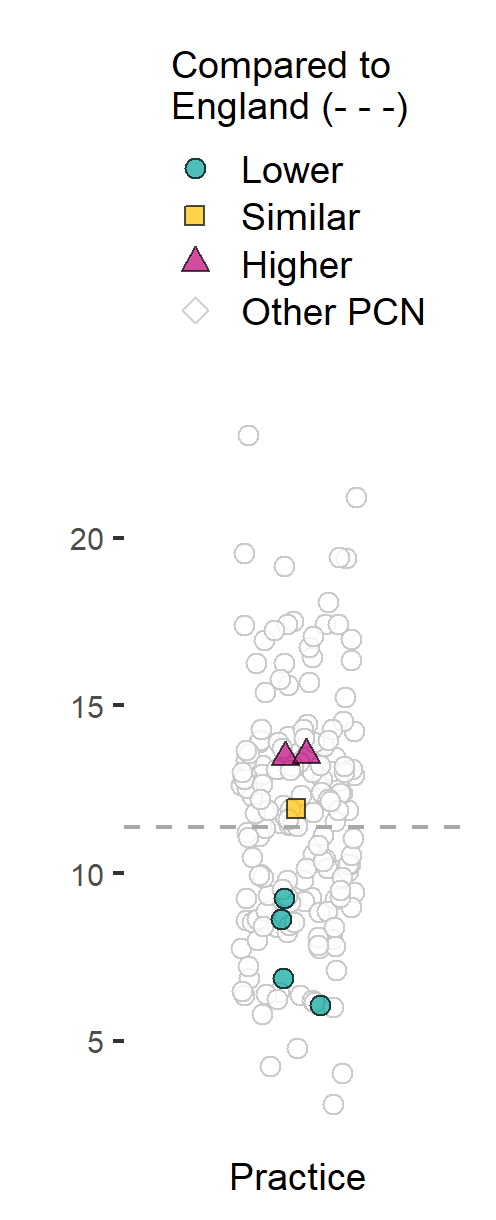 Compared to
England (- - -)
Lower
Similar
Higher
Other PCN
20
15
10
5
Practice